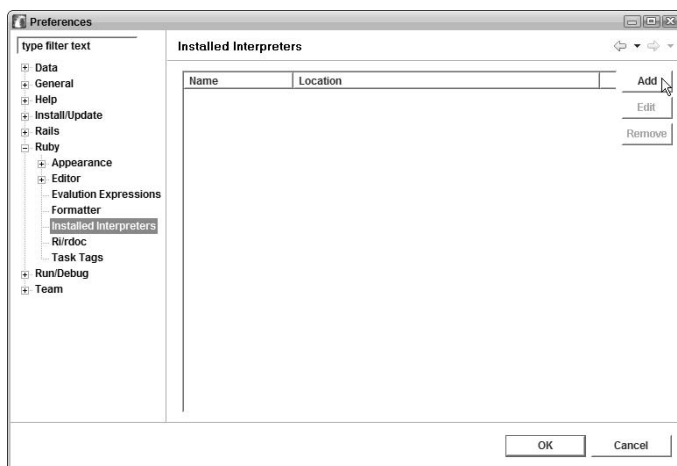 Preferences
type filter text
Installed Interpreters
Data
General
Help
Install/Update
Rails
Ruby
Appearance
Editor
Evalution Expressions
Formatter
Installed Interpreters
Ri/rdoc
Task Tags
Run/Debug
Team
Name Location
Add
Edit
Remove
OK Cancel